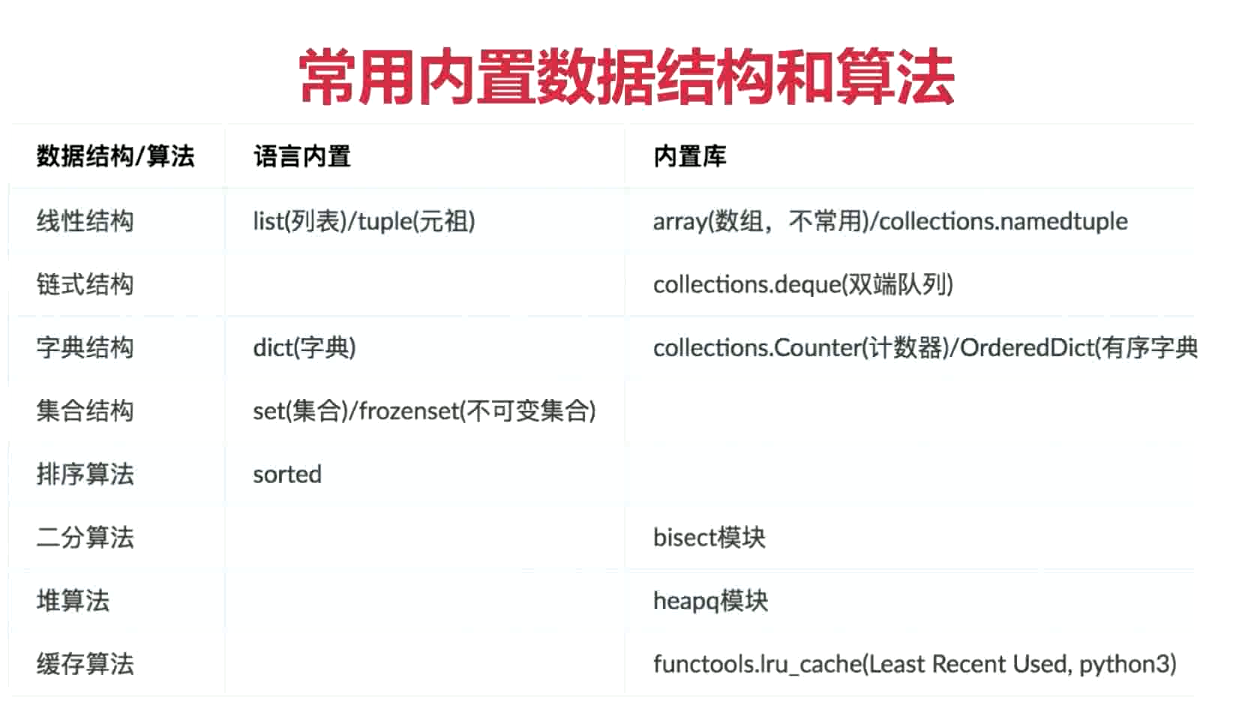 常用内置数据结构和算法
数据结构/算法 语言内置 内置库
线性结构 list(列表)/tuple(元祖) array(数组，不常用)/collections.namedtuple
链式结构 collections.deque(双端队列)
字典结构 dict(字典) collections.Counter(计数器)/OrderedDict(有序字典
集合结构 set(集合)/frozenset(不可变集合)
排序算法 sorted
二分算法 bisect模块
堆算法 heapq模块
缓存算法 functools.lru_cache(Least Recent Used, python3)